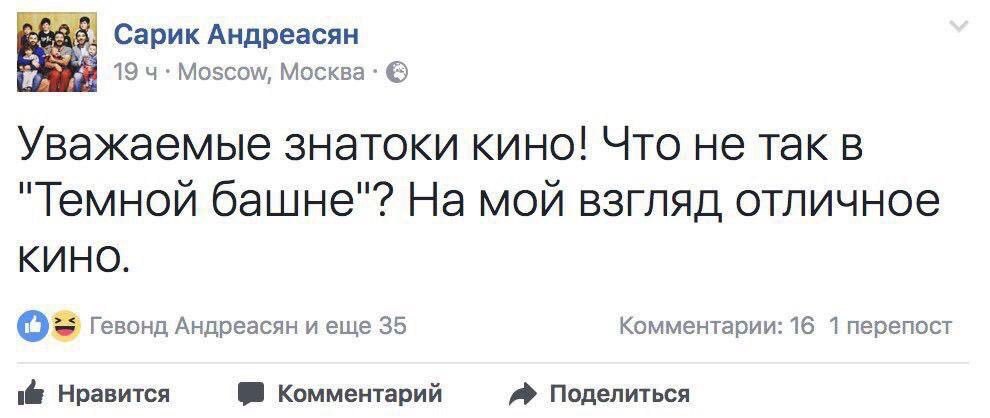 Сарик Андреасян
19 ч · Moscow, Москва ·
Уважаемые знатоки кино! Что не так в
"Темной башне"? На мой взгляд отличное
кино.
Гевонд Андреасян и еще 35 Комментарии: 16 1 перепост
Нравится Комментарий Поделиться